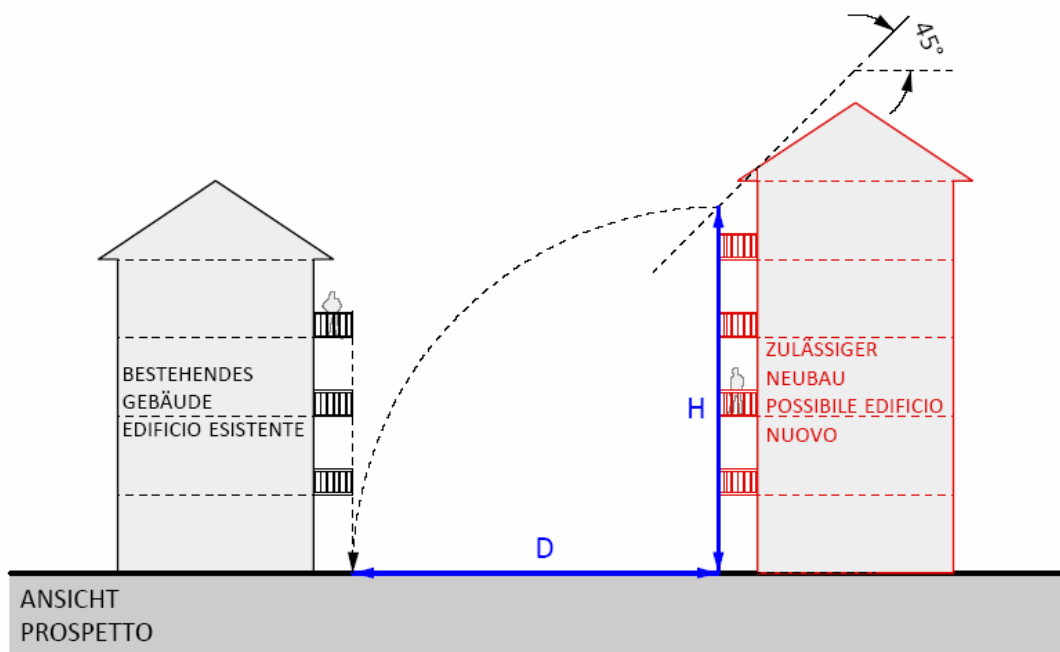 45°
BESTEHENDES
GEBÄUDE
EDIFICIO ESISTENTE
ZULÄSSIGER
NEUBAU
POSSIBILE EDIFICIO
NUOVO
H
D
ANSICHT
PROSPETTO